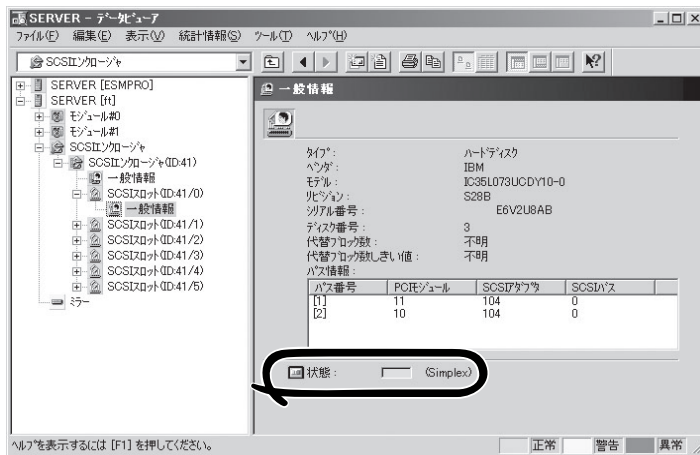 SERVER − ﾃﾞｰﾀﾋﾞｭｰｱ
ﾌｧｲﾙ(F) 編集(E) 表示(V) 統計情報(S) ﾂｰﾙ(T) ﾍﾙﾌﾟ(H)
SCSIｴﾝｸﾛｰｼﾞｬ
SERVER [ESMPRO]
SERVER [ft]
ﾓｼﾞｭｰﾙ#0
ﾓｼﾞｭｰﾙ#1
SCSIｴﾝｸﾛｰｼﾞｬ
SCSIｴﾝｸﾛｰｼﾞｬ(ID:41)
一般情報
SCSIｽﾛｯﾄ(ID:41/0)
一般情報
SCSIｽﾛｯﾄ(ID:41/1)
SCSIｽﾛｯﾄ(ID:41/2)
SCSIｽﾛｯﾄ(ID:41/3)
SCSIｽﾛｯﾄ(ID:41/4)
SCSIｽﾛｯﾄ(ID:41/5)
ﾐﾗｰ
一般情報
ﾀｲﾌﾟ: ﾊｰﾄﾞﾃﾞｨｽｸ
ﾍﾞﾝﾀﾞ: IBM
ﾓﾃﾞﾙ: IC35L073UCDY10-0
ﾘﾋﾞｼﾞｮﾝ: S28B
ｼﾘｱﾙ番号: E6V2U8AB
ﾃﾞｨｽｸ番号: 3
代替ﾌﾞﾛｯｸ数: 不明
代替ﾌﾞﾛｯｸ数しきい値: 不明
ﾊﾟｽ情報:
ﾊﾟｽ番号 PCIﾓｼﾞｭｰﾙ SCSIｱﾀﾞﾌﾟﾀ SCSIﾊﾞｽ
[1] 11 104 0
[2] 10 104 0
状態: (Simplex)
ﾍﾙﾌﾟを表示するには [F1] を押してください。
正常 警告 異常